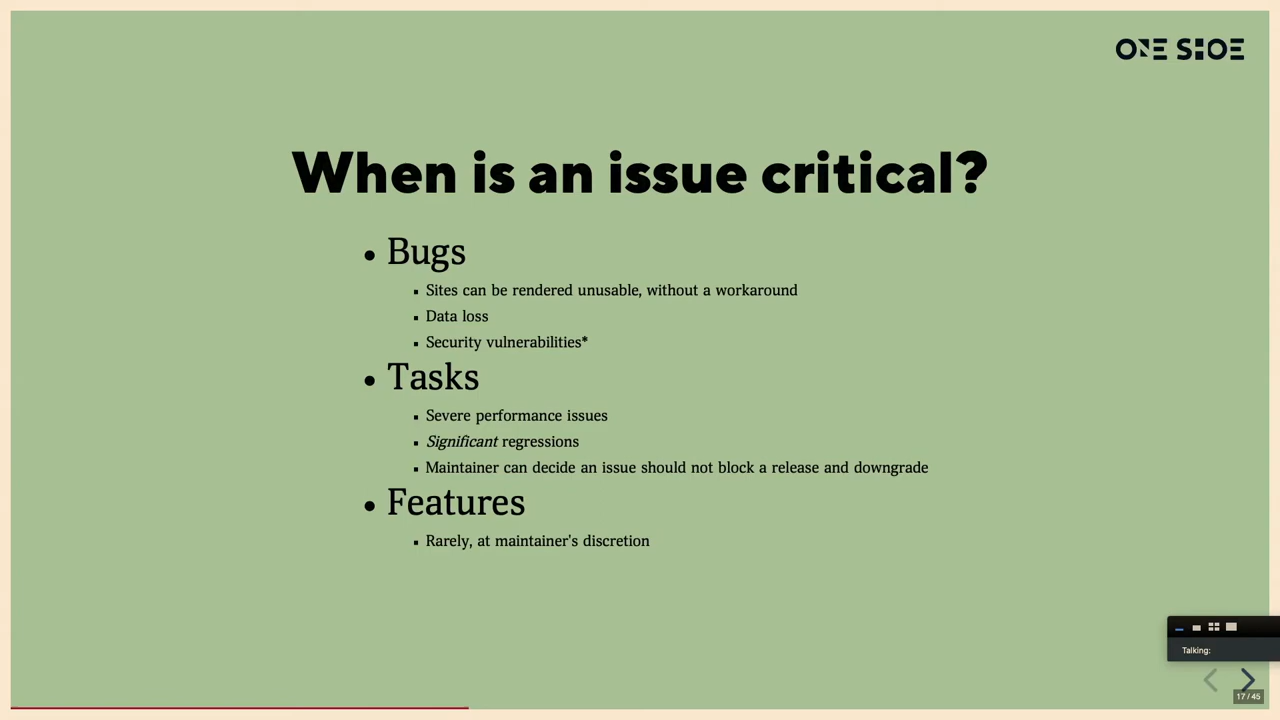 ONE SHOE
When is an issue critical?
• Bugs
▪ Sites can be rendered unusable, without a workaround
▪ Data loss
▪ Security vulnerabilities*
• Tasks
▪ Severe performance issues
▪ Significant regressions
▪ Maintainer can decide an issue should not block a release and downgrade
• Features
▪ Rarely, at maintainer's discretion
Talking:
17 / 45